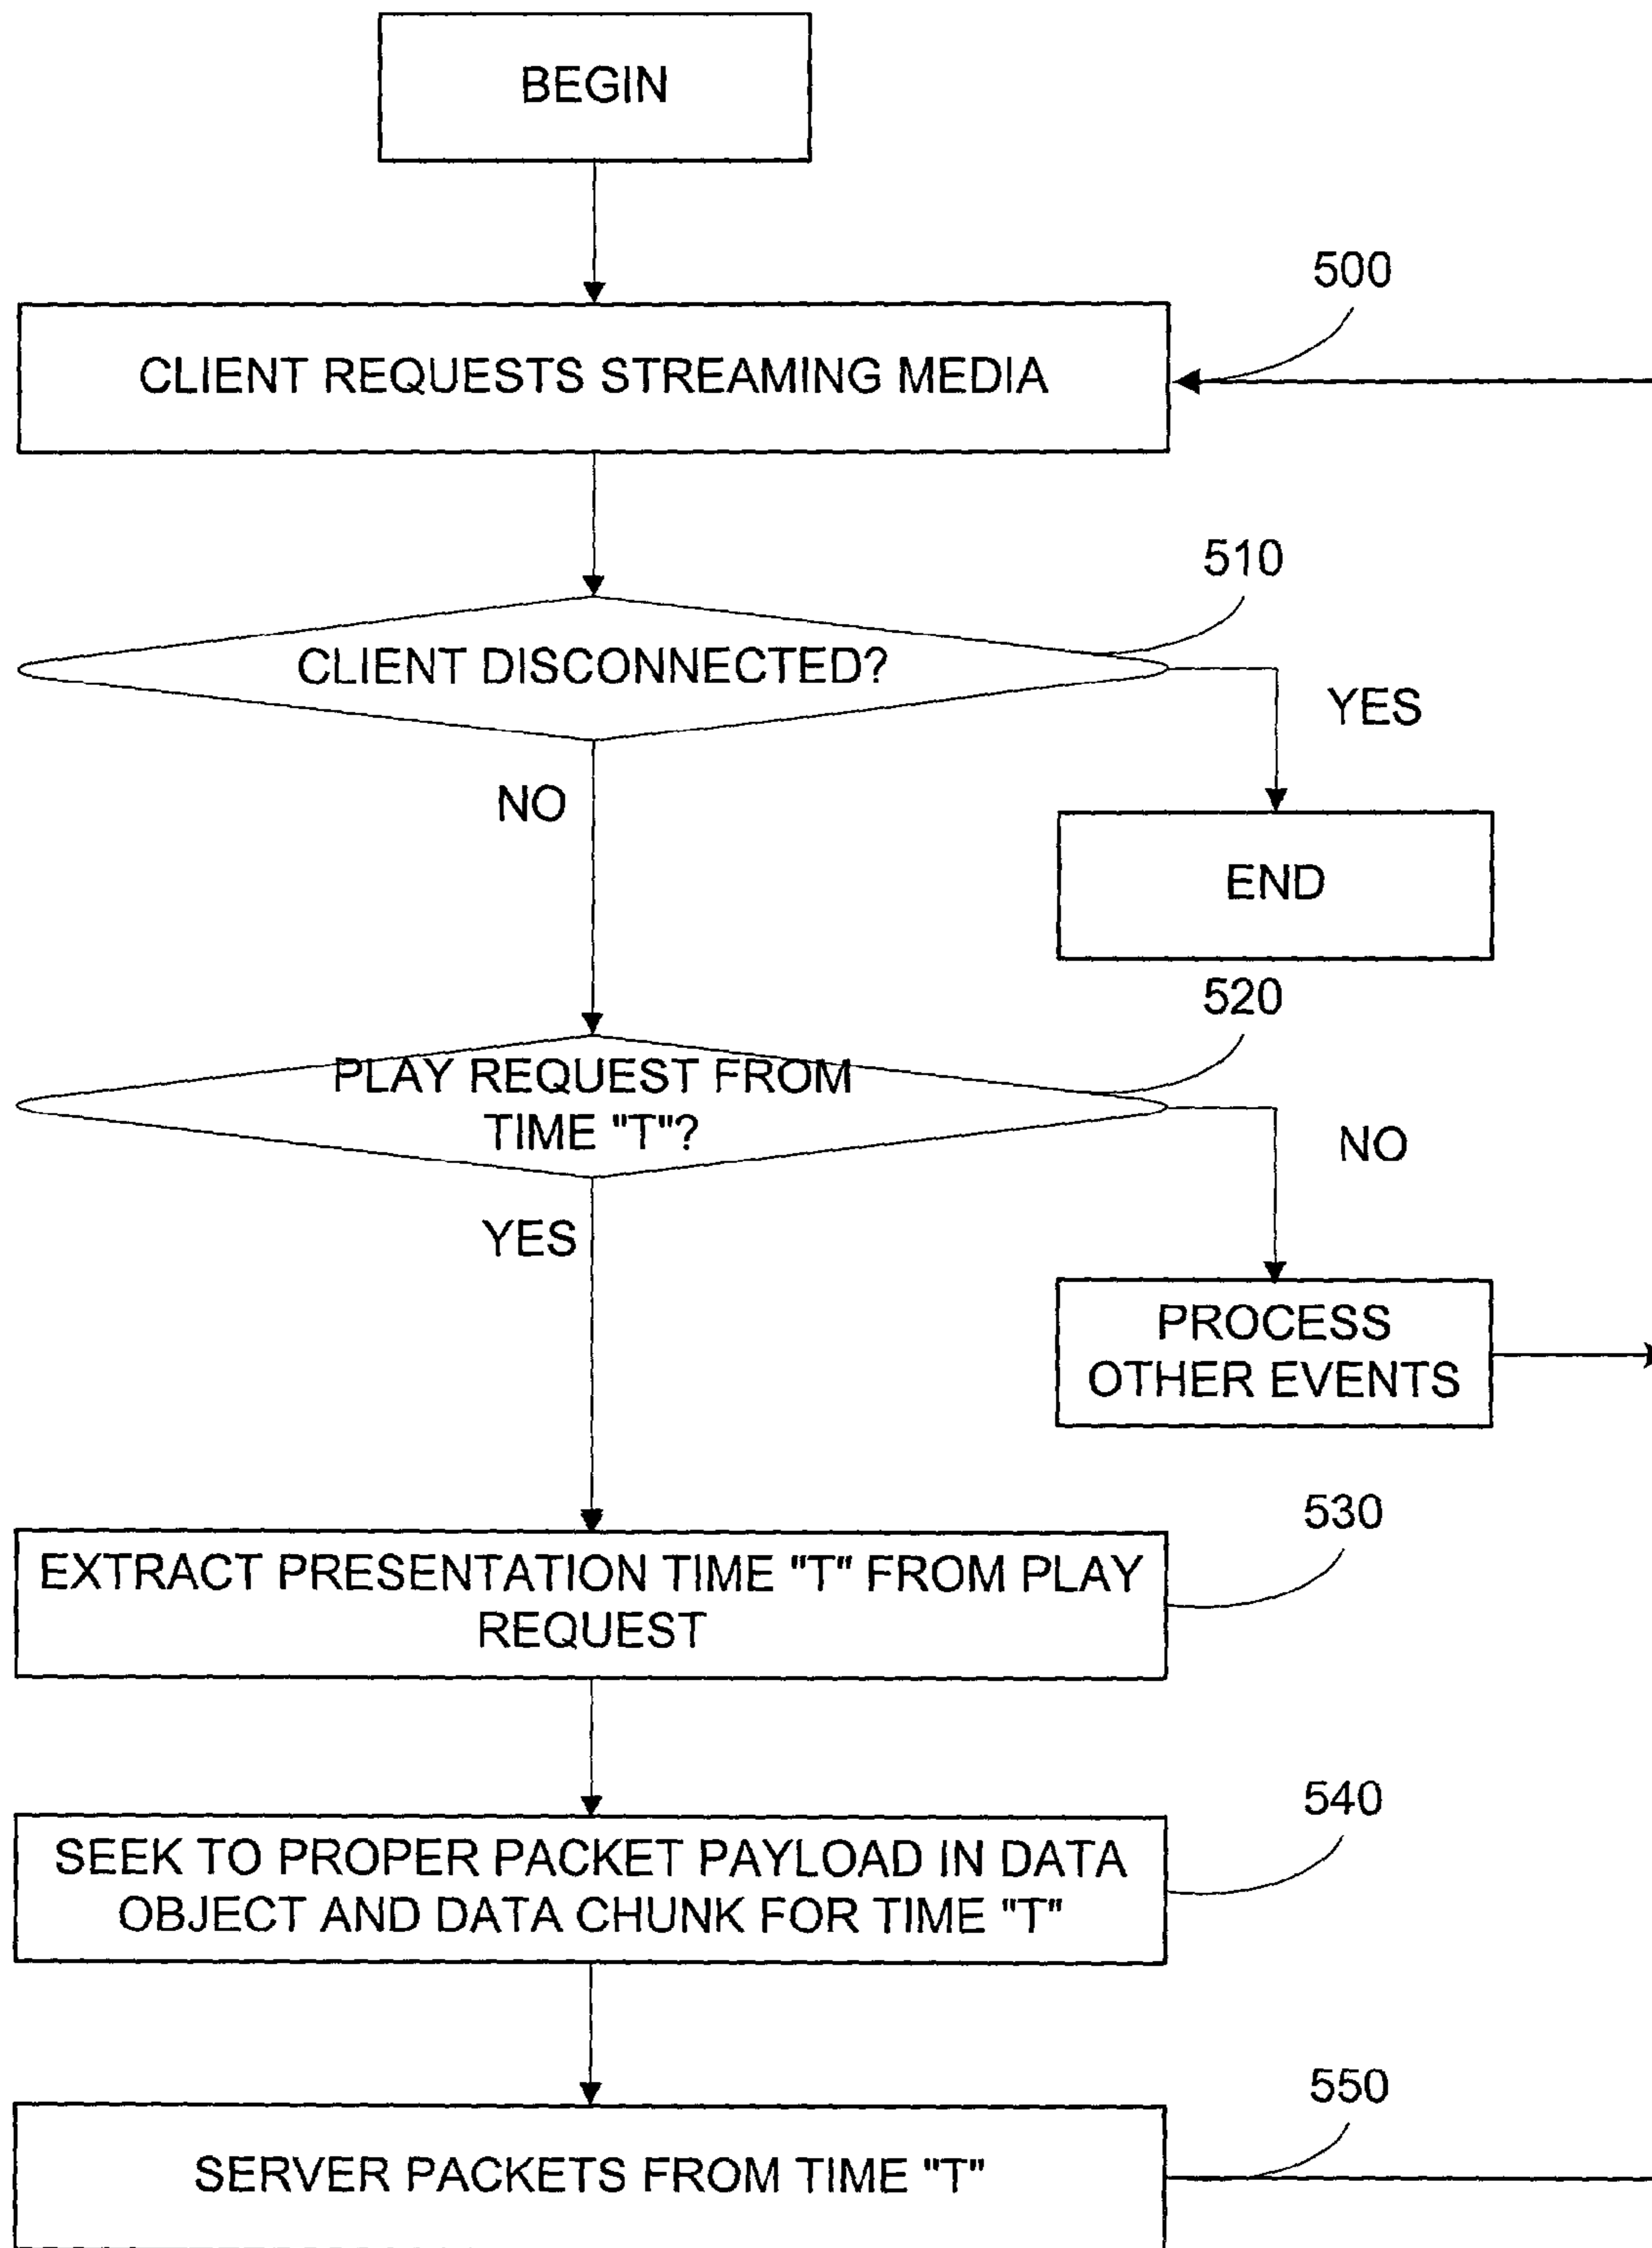 BEGIN
500
CLIENT REQUESTS STREAMING MEDIA
510
CLIENT DISCONNECTED?
YES
NO
END
520
PLAY REQUEST FROM
TIME "T"?
NO
YES
PROCESS
OTHER EVENTS
530
EXTRACT PRESENTATION TIME "T" FROM PLAY
REQUEST
540
SEEK TO PROPER PACKET PAYLOAD IN DATA
OBJECT AND DATA CHUNK FOR TIME "T"
550
SERVER PACKETS FROM TIME "T"